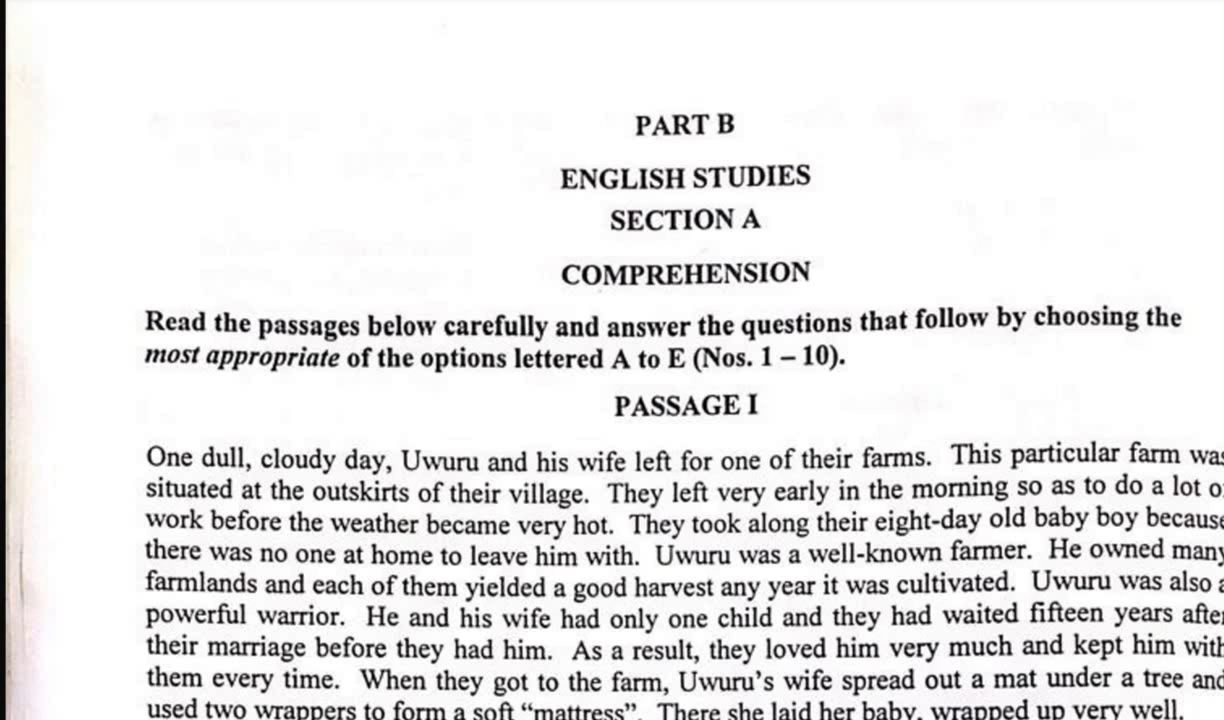 PART B
ENGLISH STUDIES
SECTION A
COMPREHENSION
Read the passages below carefully and answer the questions that follow by choosing the
most appropriate of the options lettered A to E (Nos. 1 – 10).
PASSAGE I
One dull, cloudy day, Uwuru and his wife left for one of their farms. This particular farm was
situated at the outskirts of their village. They left very early in the morning so as to do a lot
work before the weather became very hot. They took along their eight-day old baby boy because
there was no one at home to leave him with. Uwuru was a well-known farmer. He owned many
farmlands and each of them yielded a good harvest any year it was cultivated. Uwuru was also
powerful warrior. He and his wife had only one child and they had waited fifteen years after
their marriage before they had him. As a result, they loved him very much and kept him with
them every time. When they got to the farm, Uwuru's wife spread out a mat under a tree and
used two wrappers to form a soft "mattress". There she laid her baby, wrapped up very well.